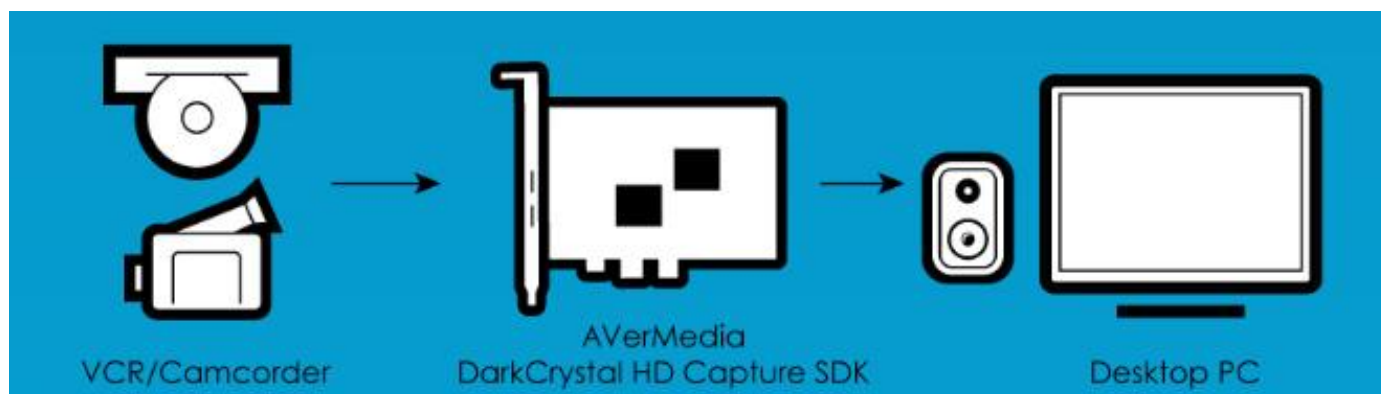 VCR/Camcorder
AVerMedia
DarkCrystal HD Capture SDK
Desktop PC